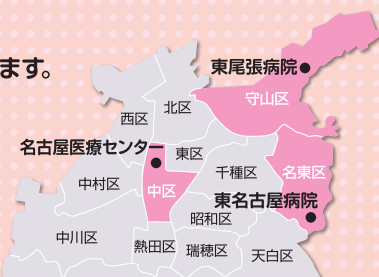 ます。
東尾張病院
守山区
北区
西区
名古屋医療センター
東区
千種区
名東区
中村区
中区
東名古屋病院
昭和区
中川区
熱田区
瑞穂区
天白区